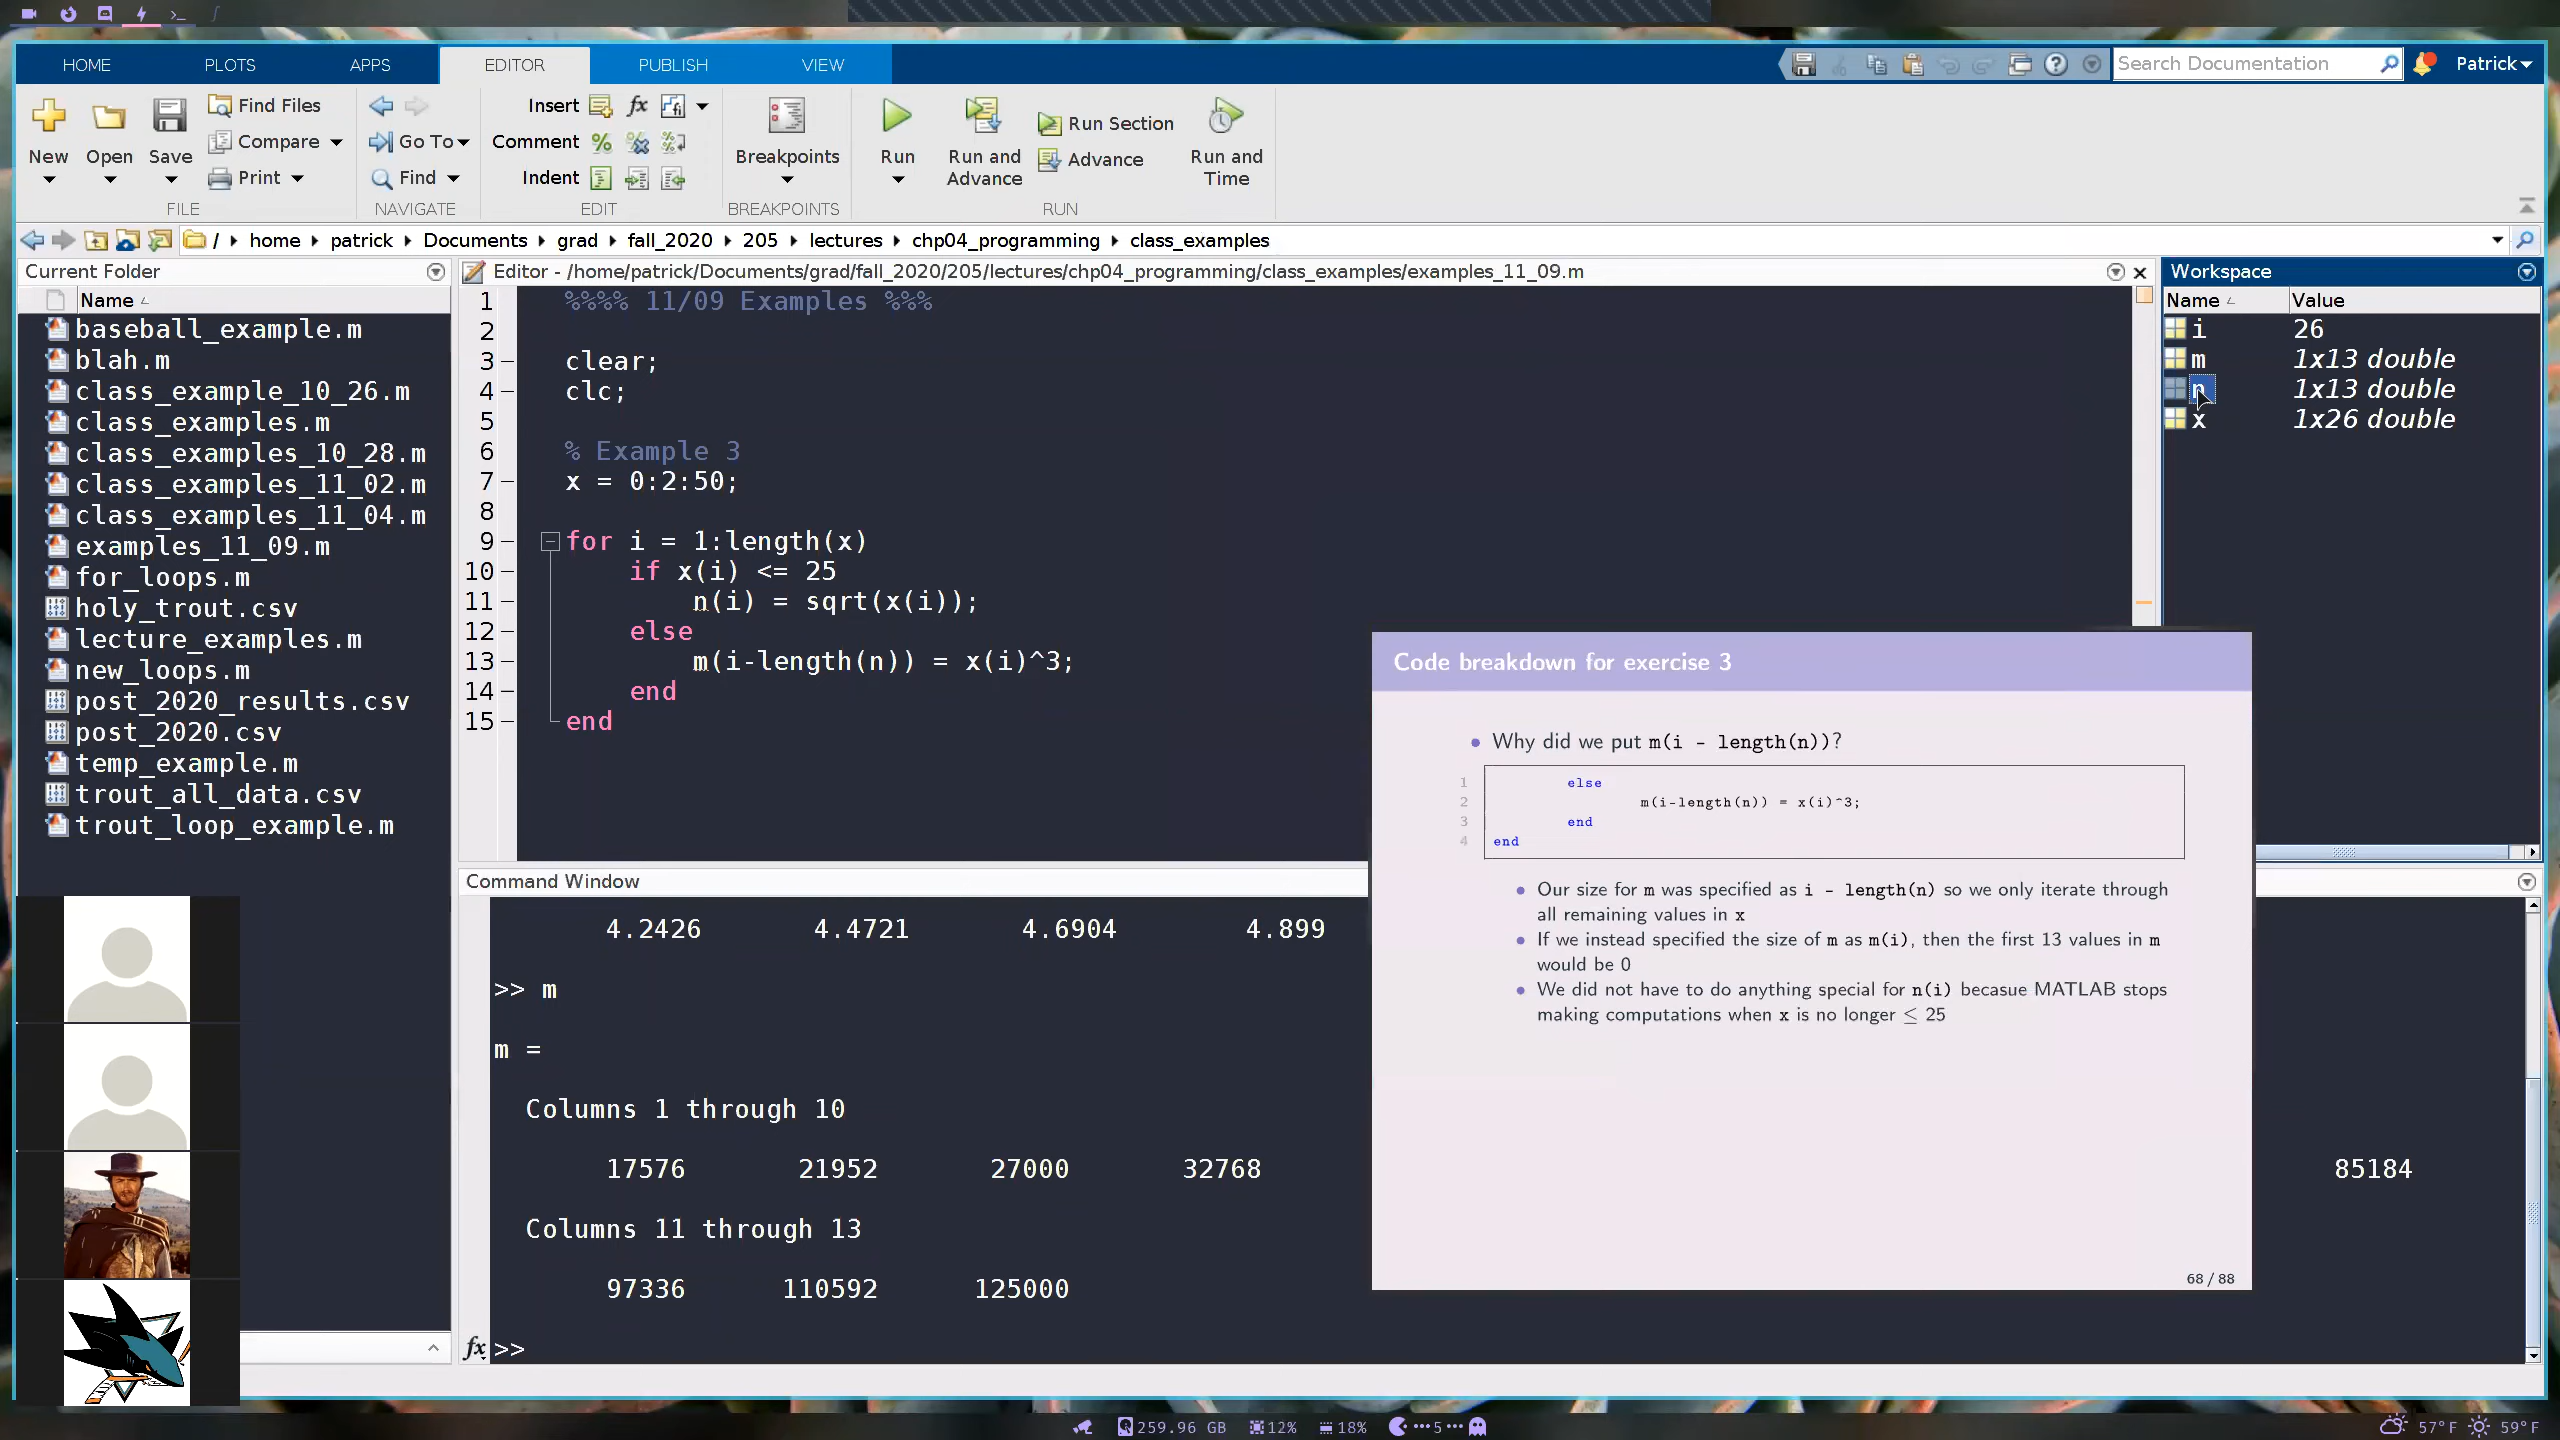 HOME PLOTS APPS EDITOR PUBLISH VIEW Search Documentation Patrick
New Open Save Find Files Compare Print
FILE
Go To Find
NAVIGATE
Insert fx
Comment
Indent
EDIT
Breakpoints
BREAKPOINTS
Run Run and Advance Run Section Advance Run and Time
RUN
/ home patrick Documents grad fall_2020 205 lectures chp04_programming class_examples
Current Folder
Name
baseball_example.m
blah.m
class_example_10_26.m
class_examples.m
class_examples_10_28.m
class_examples_11_02.m
class_examples_11_04.m
examples_11_09.m
for_loops.m
holy_trout.csv
lecture_examples.m
new_loops.m
post_2020_results.csv
post_2020.csv
temp_example.m
trout_all_data.csv
trout_loop_example.m
Editor - /home/patrick/Documents/grad/fall_2020/205/lectures/chp04_programming/class_examples/examples_11_09.m
1 %%%% 11/09 Examples %%%
2
3 – clear;
4 – clc;
5
6 % Example 3
7 – x = 0:2:50;
8
9 – for i = 1:length(x)
10 – if x(i) <= 25
11 – n(i) = sqrt(x(i));
12 – else
13 – m(i-length(n)) = x(i)^3;
14 – end
15 – end
Workspace
Name Value
i 26
m 1x13 double
n 1x13 double
x 1x26 double
Command Window
4.2426 4.4721 4.6904 4.899
>> m
m =
Columns 1 through 10
17576 21952 27000 32768 85184
Columns 11 through 13
97336 110592 125000
fx >>
Code breakdown for exercise 3
Why did we put m(i - length(n))?
1 else
2 m(i-length(n)) = x(i)^3;
3 end
4 end
Our size for m was specified as i - length(n) so we only iterate through
all remaining values in x
If we instead specified the size of m as m(i), then the first 13 values in m
would be 0
We did not have to do anything special for n(i) becasue MATLAB stops
making computations when x is no longer ≤ 25
68 / 88
259.96 GB 12% 18% 5 57°F 59°F